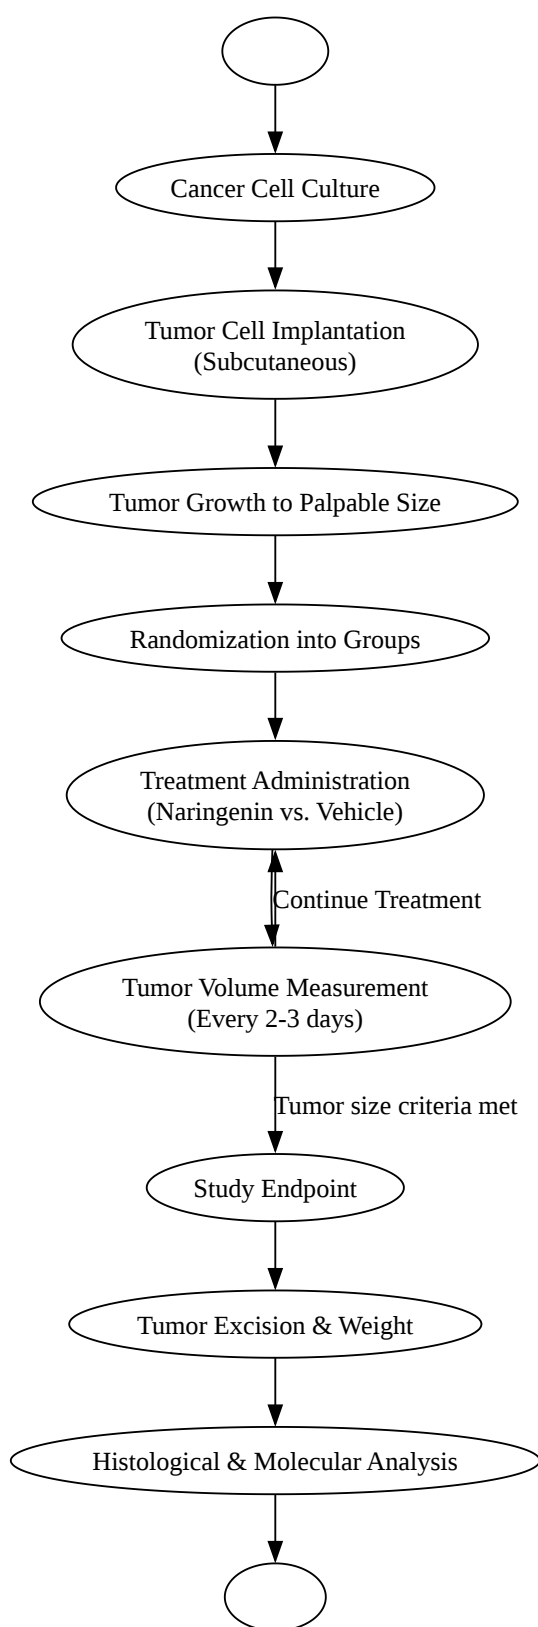 Cancer Cell Culture
Tumor Cell Implantation
(Subcutaneous)
Tumor Growth to Palpable Size
Randomization into Groups
Treatment Administration
(Naringenin vs. Vehicle)
Continue Treatment
Tumor Volume Measurement
(Every 2-3 days)
Tumor size criteria met
Study Endpoint
Tumor Excision & Weight
Histological & Molecular Analysis